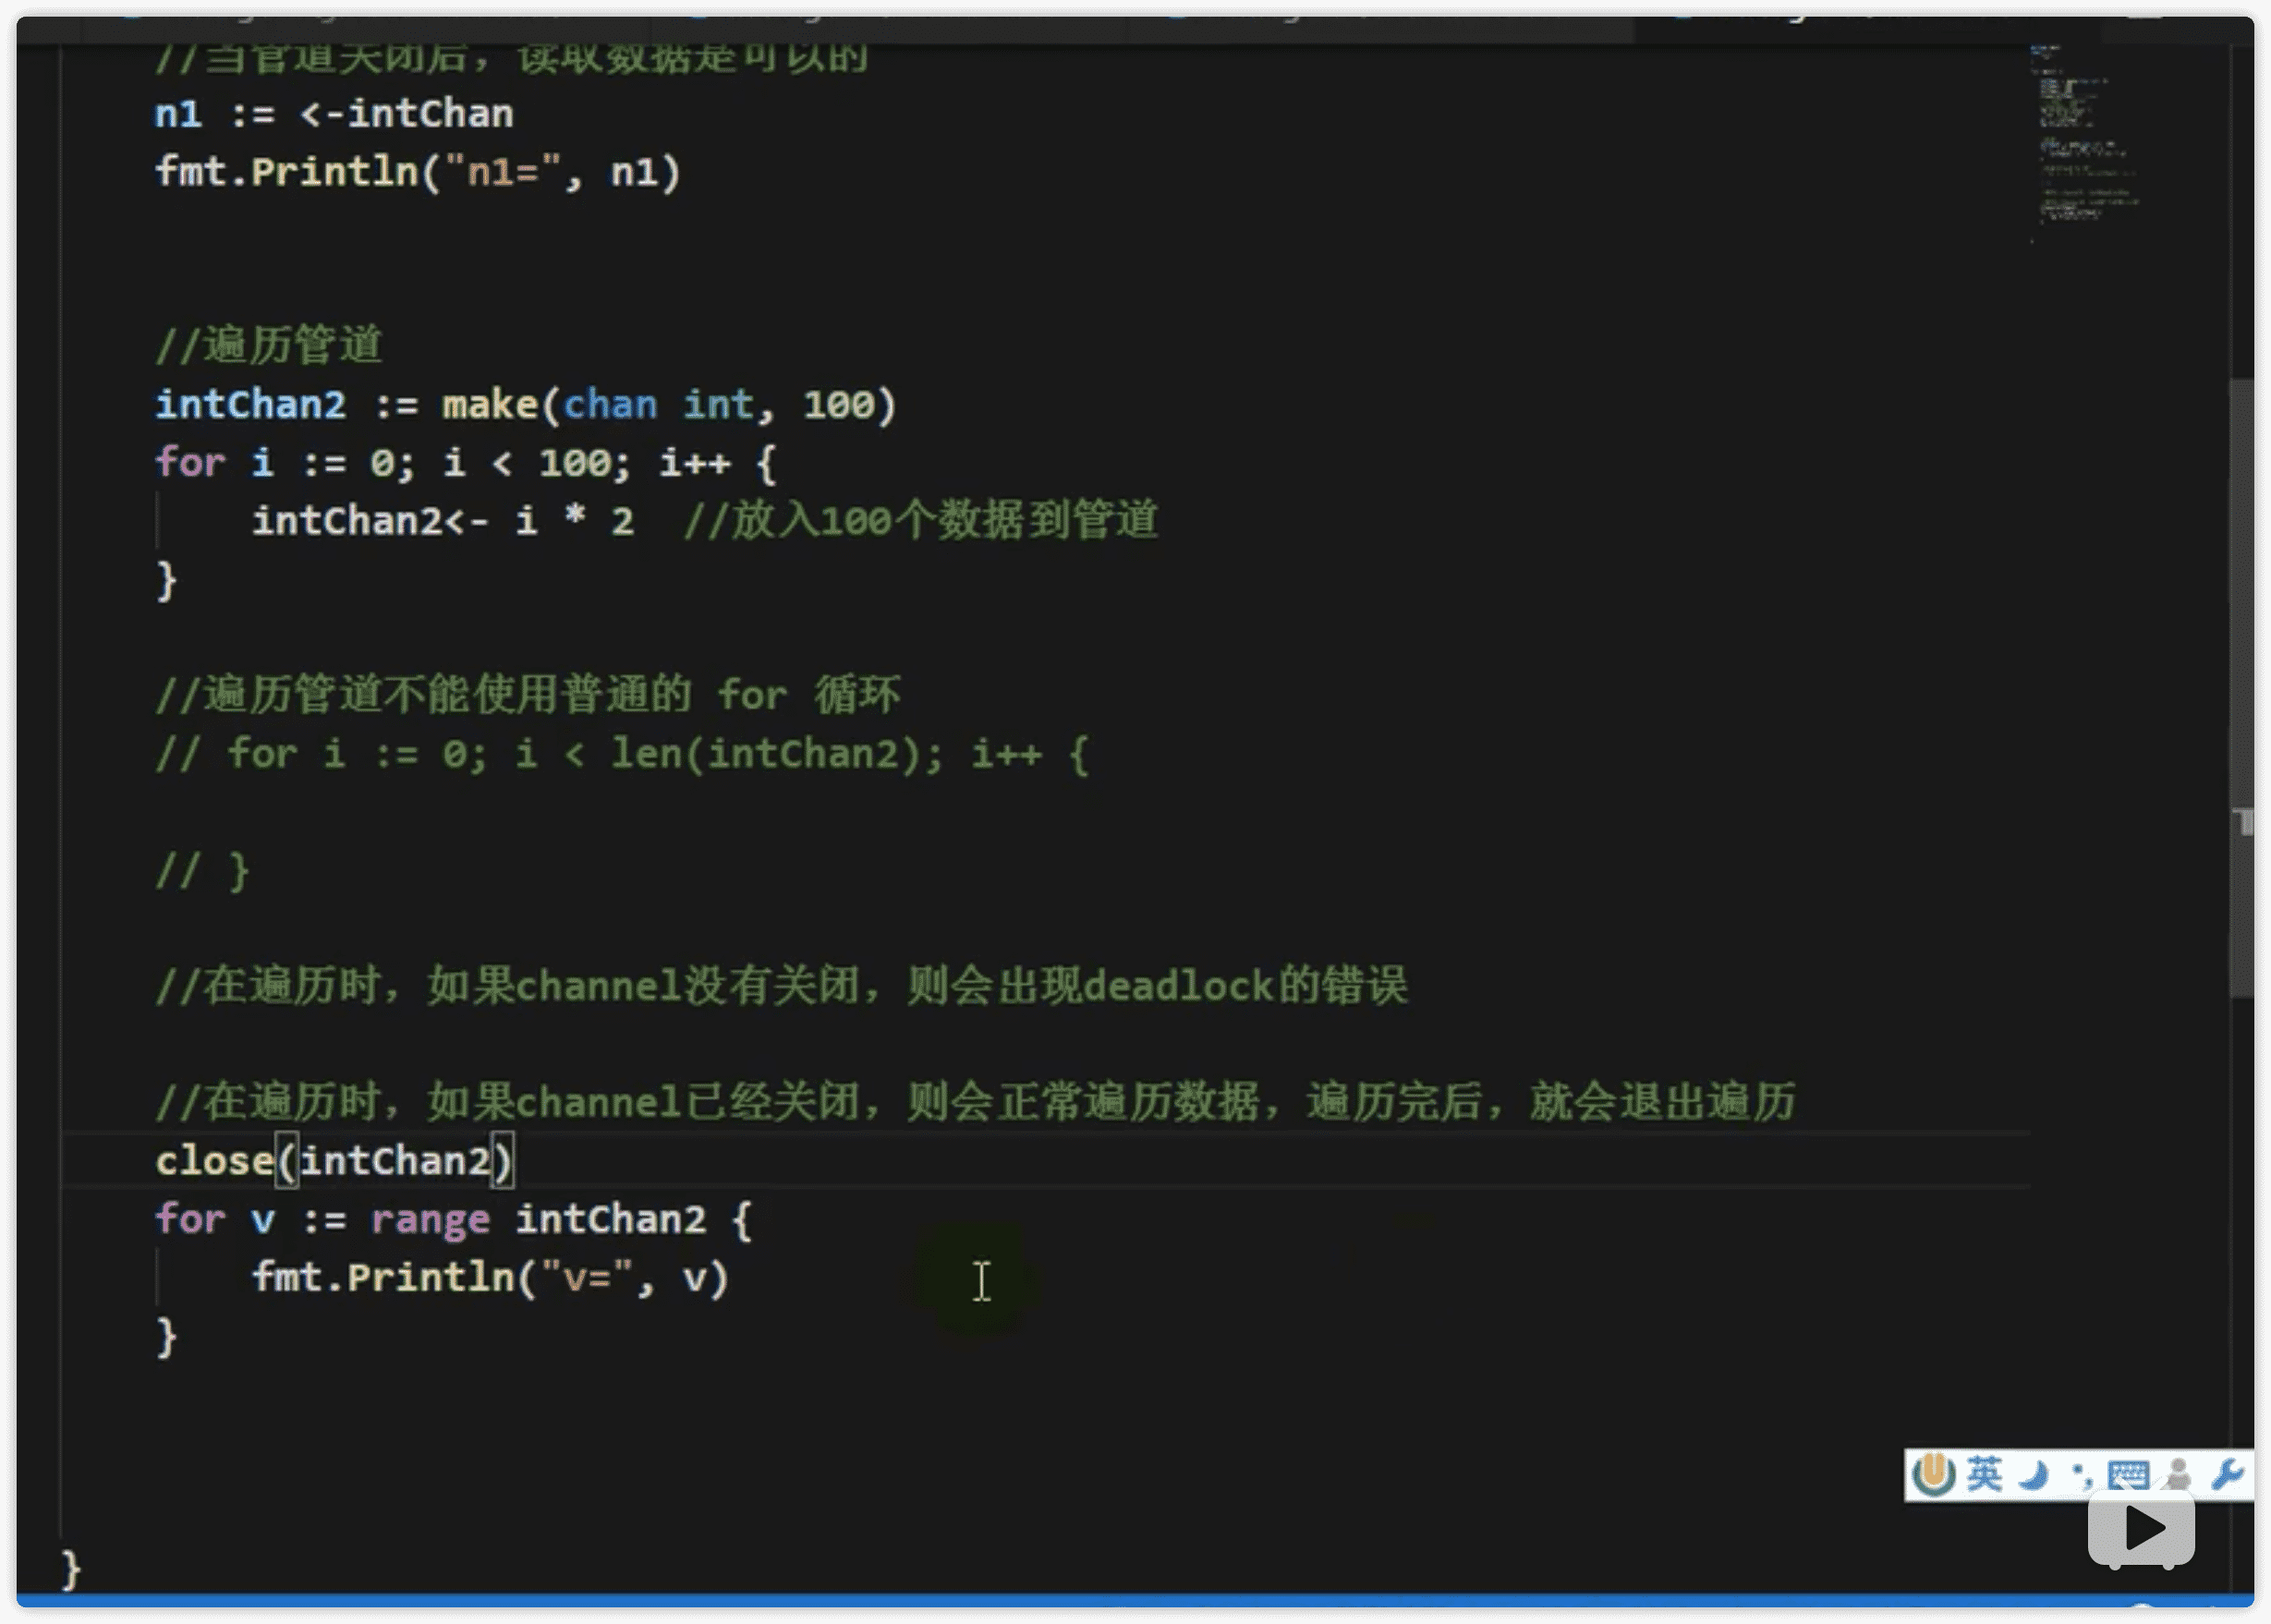 //当管道关闭后，读取数据是可以的
n1 := <-intChan
fmt.Println("n1=", n1)
//遍历管道
intChan2 := make(chan int, 100)
for i := 0; i < 100; i++ {
intChan2<- i * 2  //放入100个数据到管道
}
//遍历管道不能使用普通的 for 循环
// for i := 0; i < len(intChan2); i++ {
// }
//在遍历时，如果channel没有关闭，则会出现deadlock的错误
//在遍历时，如果channel已经关闭，则会正常遍历数据，遍历完后，就会退出遍历
close(intChan2)
for v := range intChan2 {
fmt.Println("v=", v)
}
英
}